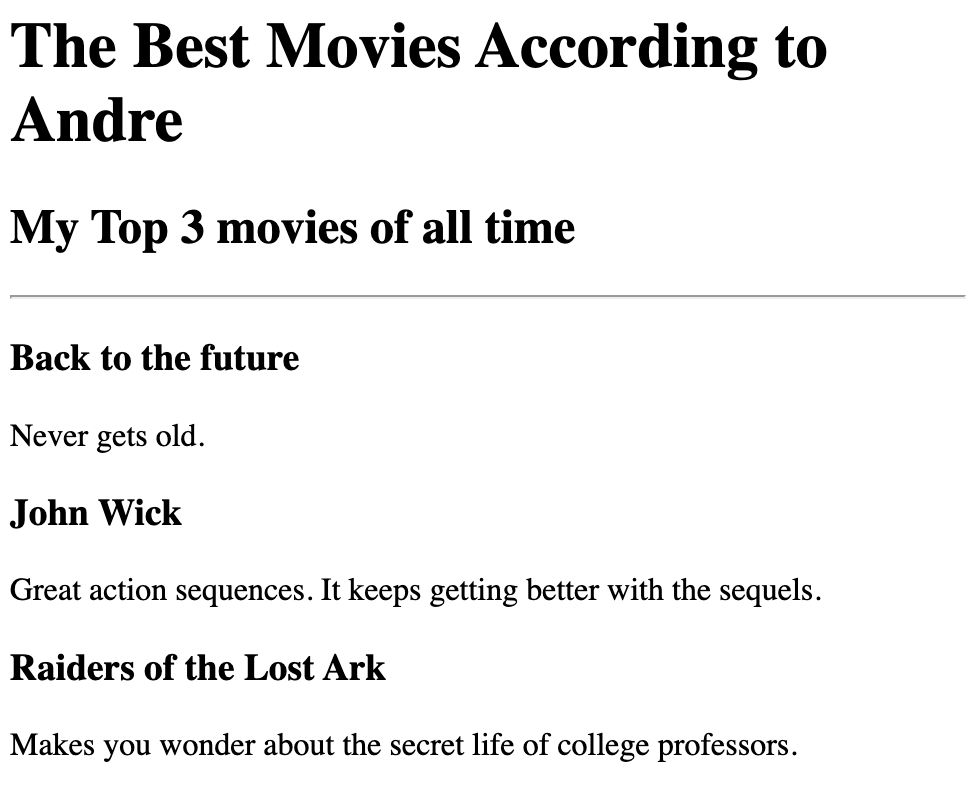 The Best Movies According to
Andre
My Top 3 movies of all time
Back to the future
Never gets old.
John Wick
Great action sequences. It keeps getting better with the sequels.
Raiders of the Lost Ark
Makes you wonder about the secret life of college professors.